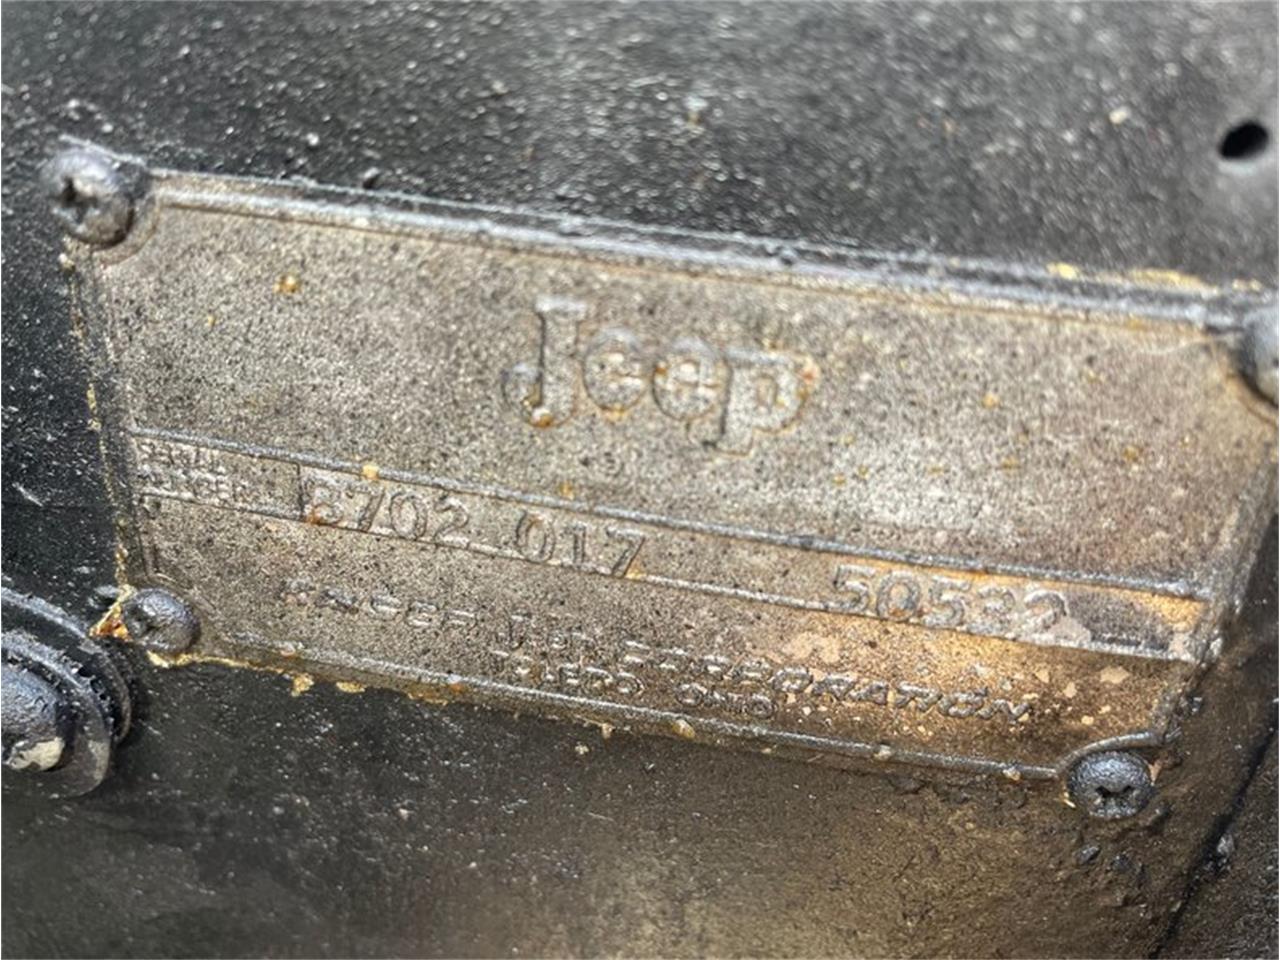 Jeep
SERIAL
NUMBER 8702 017 50532
KAISER Jeep CORPORATION
TOLEDO OHIO